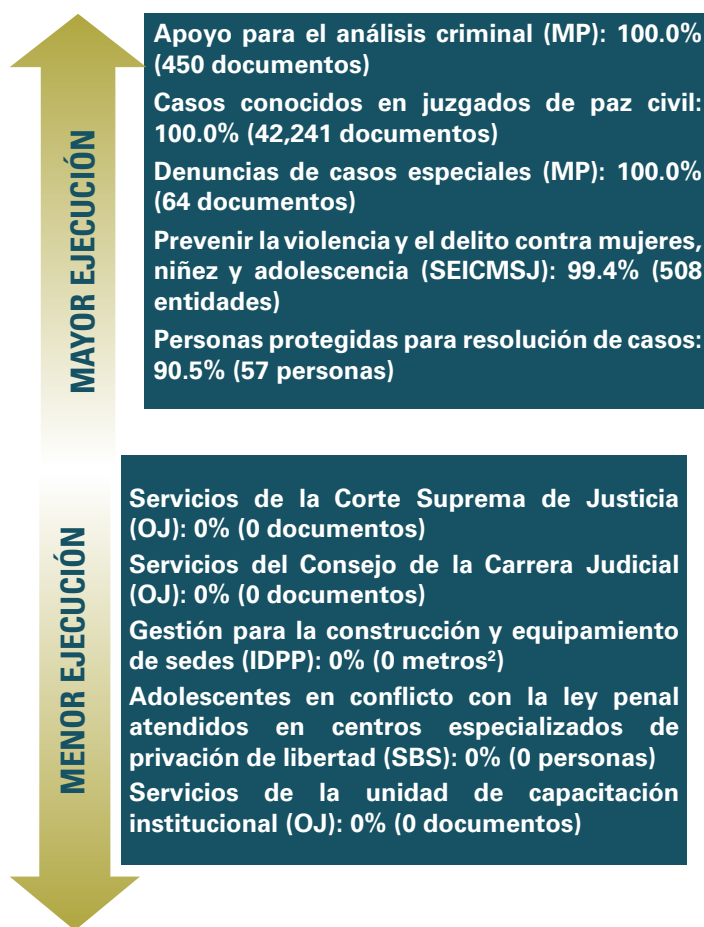 MAYOR EJECUCIÓN
Apoyo para el análisis criminal (MP): 100.0%
(450 documentos)
Casos conocidos en juzgados de paz civil:
100.0% (42,241 documentos)
Denuncias de casos especiales (MP): 100.0%
(64 documentos)
Prevenir la violencia y el delito contra mujeres,
niñez y adolescencia (SEICMSJ): 99.4% (508
entidades)
Personas protegidas para resolución de casos:
90.5% (57 personas)
MENOR EJECUCIÓN
Servicios de la Corte Suprema de Justicia
(OJ): 0% (0 documentos)
Servicios del Consejo de la Carrera Judicial
(OJ): 0% (0 documentos)
Gestión para la construcción y equipamiento
de sedes (IDPP): 0% (0 metros²)
Adolescentes en conflicto con la ley penal
atendidos en centros especializados de
privación de libertad (SBS): 0% (0 personas)
Servicios de la unidad de capacitación
institucional (OJ): 0% (0 documentos)